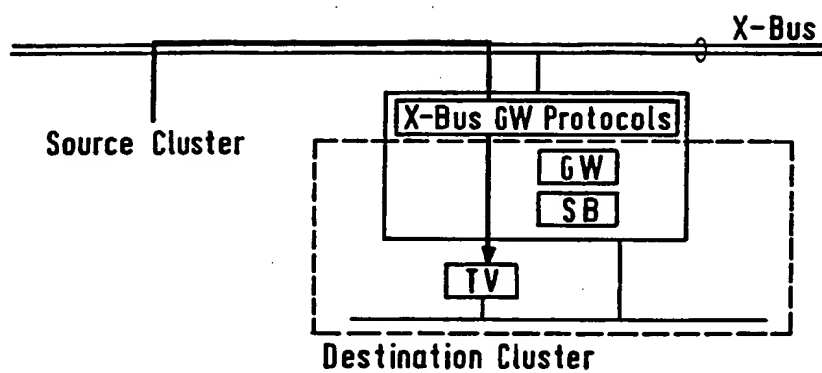 X-Bus
X-Bus GW Protocols
Source Cluster
GW
SB
TV
Destination Cluster